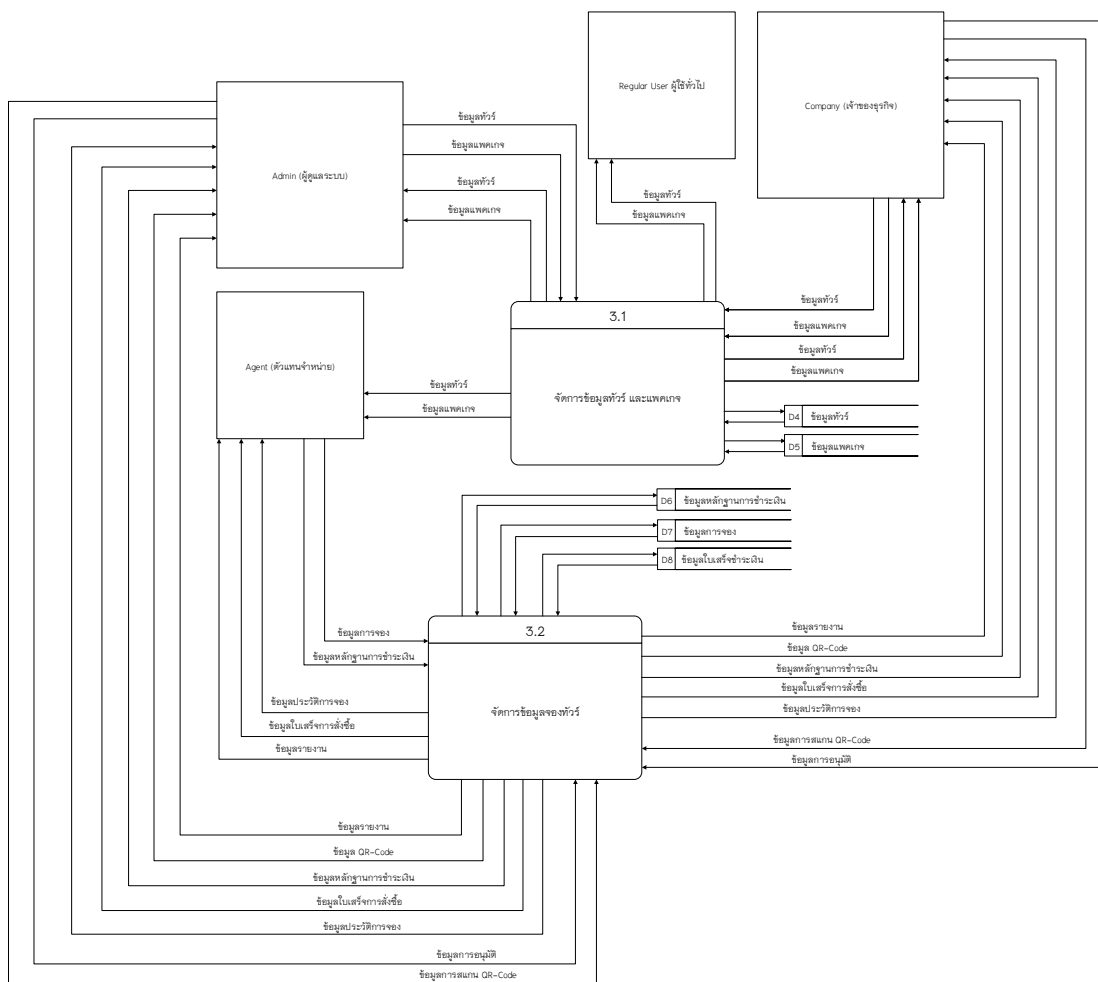 Regular User ผู้ใช้ทั่วไป
Company (เจ้าของธุรกิจ)
Admin (ผู้ดูแลระบบ)
ข้อมูลทัวร์
ข้อมูลแพคเกจ
ข้อมูลทัวร์
ข้อมูลแพคเกจ
ข้อมูลทัวร์
ข้อมูลแพคเกจ
3.1
จัดการข้อมูลทัวร์ และแพคเกจ
ข้อมูลทัวร์
ข้อมูลแพคเกจ
ข้อมูลทัวร์
ข้อมูลแพคเกจ
Agent (ตัวแทนจำหน่าย)
ข้อมูลทัวร์
ข้อมูลแพคเกจ
D4 ข้อมูลทัวร์
D5 ข้อมูลแพคเกจ
D6 ข้อมูลหลักฐานการชำระเงิน
D7 ข้อมูลการจอง
D8 ข้อมูลใบเสร็จชำระเงิน
3.2
จัดการข้อมูลจองทัวร์
ข้อมูลการจอง
ข้อมูลหลักฐานการชำระเงิน
ข้อมูลประวัติการจอง
ข้อมูลใบเสร็จการสั่งซื้อ
ข้อมูลรายงาน
ข้อมูลรายงาน
ข้อมูล QR-Code
ข้อมูลหลักฐานการชำระเงิน
ข้อมูลใบเสร็จการสั่งซื้อ
ข้อมูลประวัติการจอง
ข้อมูลการสแกน QR-Code
ข้อมูลการอนุมัติ
ข้อมูลรายงาน
ข้อมูล QR-Code
ข้อมูลหลักฐานการชำระเงิน
ข้อมูลใบเสร็จการสั่งซื้อ
ข้อมูลประวัติการจอง
ข้อมูลการอนุมัติ
ข้อมูลการสแกน QR-Code